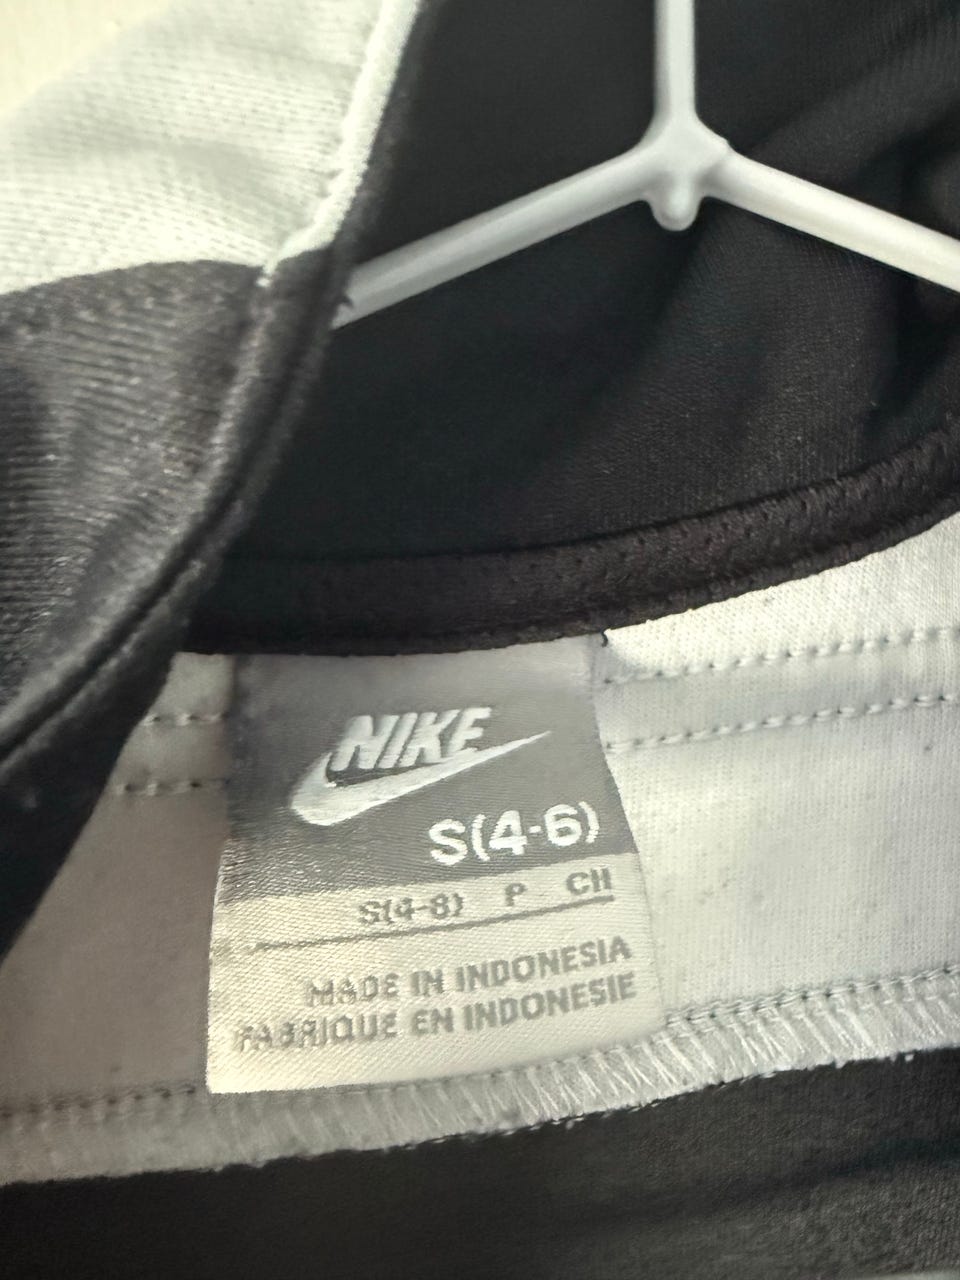 NIKE
S(4-6)
S(4-8) P CH
MADE IN INDONESIA
FABRIQUE EN INDONESIE